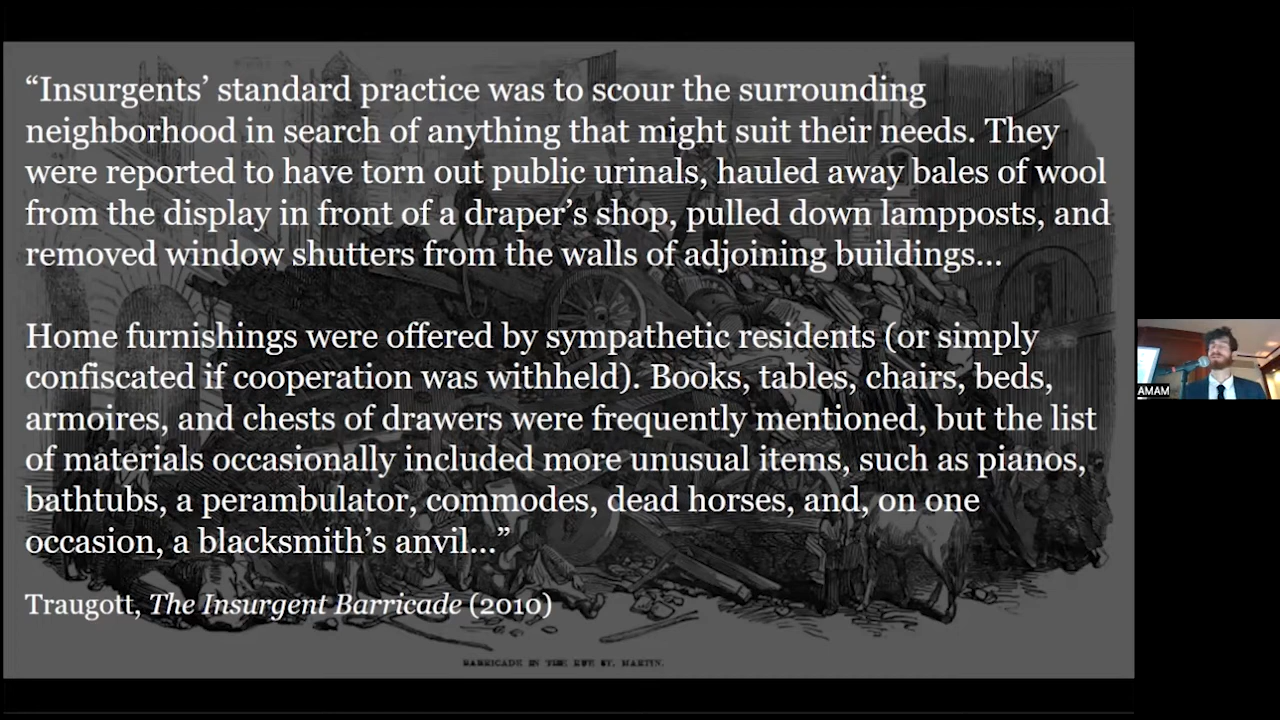 “Insurgents’ standard practice was to scour the surrounding
neighborhood in search of anything that might suit their needs. They
were reported to have torn out public urinals, hauled away bales of wool
from the display in front of a draper’s shop, pulled down lampposts, and
removed window shutters from the walls of adjoining buildings...
Home furnishings were offered by sympathetic residents (or simply
confiscated if cooperation was withheld). Books, tables, chairs, beds,
armoires, and chests of drawers were frequently mentioned, but the list
of materials occasionally included more unusual items, such as pianos,
bathtubs, a perambulator, commodes, dead horses, and, on one
occasion, a blacksmith’s anvil...”
Traugott, The Insurgent Barricade (2010)
BARRICADE IN THE RUE ST. MARTIN.
AMAM